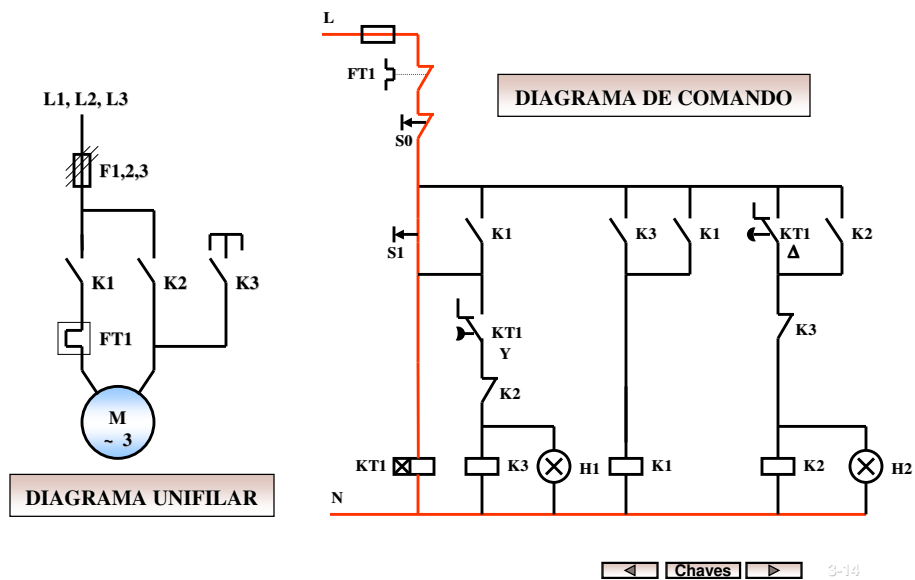 L
FT1
DIAGRAMA DE COMANDO
L1, L2, L3
S0
F1,2,3
K1
K3
K1
KT1
Δ
K2
S1
K1
K2
K3
FT1
KT1
Y
K3
K2
M
~ 3
KT1
K3
H1
K1
K2
H2
DIAGRAMA UNIFILAR
N
Chaves
3-14